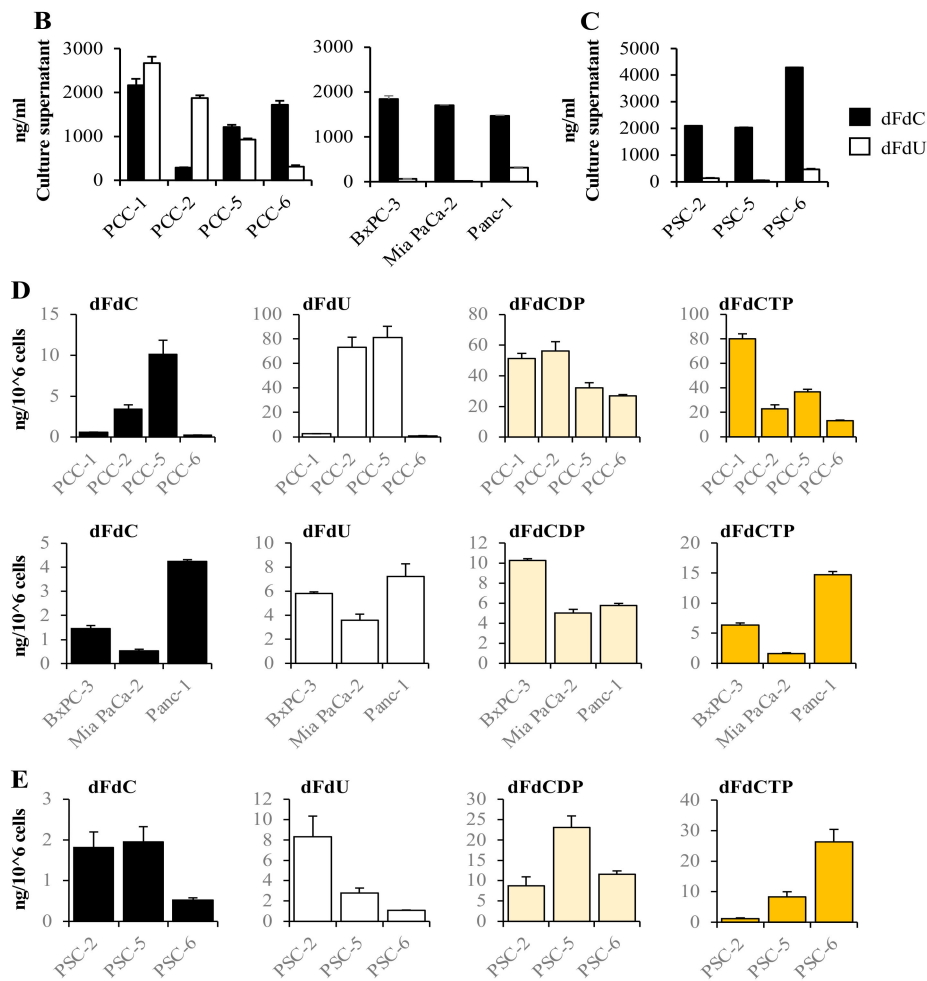 B
ng/ml
Culture supernatant
3000
2000
1000
0
PCC-1
PCC-2
PCC-5
PCC-6
3000
2000
1000
0
BxPC-3
Mia PaCa-2
Panc-1
C
ng/ml
Culture supernatant
5000
4000
3000
2000
1000
0
PSC-2
PSC-5
PSC-6
dFdC
dFdU
D
ng/10^6 cells
dFdC
15
10
5
0
PCC-1
PCC-2
PCC-5
PCC-6
dFdU
100
80
60
40
20
0
PCC-1
PCC-2
PCC-5
PCC-6
dFdCDP
80
60
40
20
0
PCC-1
PCC-2
PCC-5
PCC-6
dFdCTP
100
80
60
40
20
0
PCC-1
PCC-2
PCC-5
PCC-6
ng/10^6 cells
dFdC
5
4
3
2
1
0
BxPC-3
Mia PaCa-2
Panc-1
dFdU
10
8
6
4
2
0
BxPC-3
Mia PaCa-2
Panc-1
dFdCDP
12
10
8
6
4
2
0
BxPC-3
Mia PaCa-2
Panc-1
dFdCTP
20
15
10
5
0
BxPC-3
Mia PaCa-2
Panc-1
E
ng/10^6 cells
dFdC
3
2
1
0
PSC-2
PSC-5
PSC-6
dFdU
12
10
8
6
4
2
0
PSC-2
PSC-5
PSC-6
dFdCDP
30
25
20
15
10
5
0
PSC-2
PSC-5
PSC-6
dFdCTP
40
30
20
10
0
PSC-2
PSC-5
PSC-6